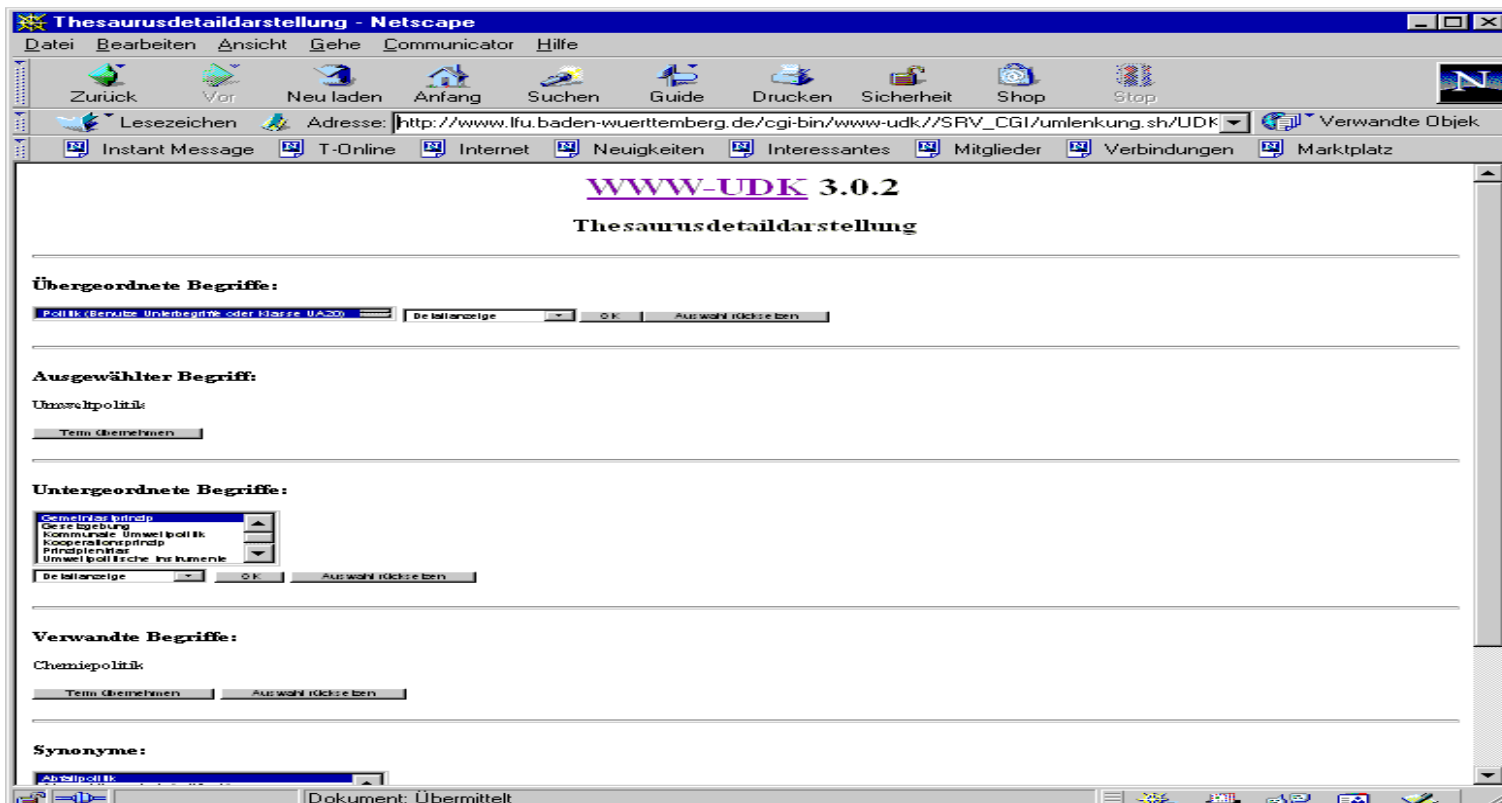 Thesaurusdetaildarstellung - Netscape
Datei Bearbeiten Ansicht Gehe Communicator Hilfe
Zurück Vor Neu laden Anfang Suchen Guide Drucken Sicherheit Shop Stop
Lesezeichen Adresse: http://www.lfu.baden-wuerttemberg.de/cgi-bin/www-udk//SRV_CGI/umlenkung.sh/UDK Verwandte Objek
Instant Message T-Online Internet Neuigkeiten Interessantes Mitglieder Verbindungen Marktplatz
WWW-UDK 3.0.2
Thesaurusdetaildarstellung
Übergeordnete Begriffe:
Politik (Benutze Unterbegriffe oder Klasse UA20) Detailanzeige OK Auswahl rücksetzen
Ausgewählter Begriff:
Umweltpolitik
Term übernehmen
Untergeordnete Begriffe:
Gemeinlastprinzip
Gesetzgebung
Kommunale Umweltpolitik
Kooperationsprinzip
Umweltpolitische Instrumente
Detailanzeige OK Auswahl rücksetzen
Verwandte Begriffe:
Chemiepolitik
Term übernehmen Auswahl rücksetzen
Synonyme:
Abfallpolitik
Dokument: Übermittelt